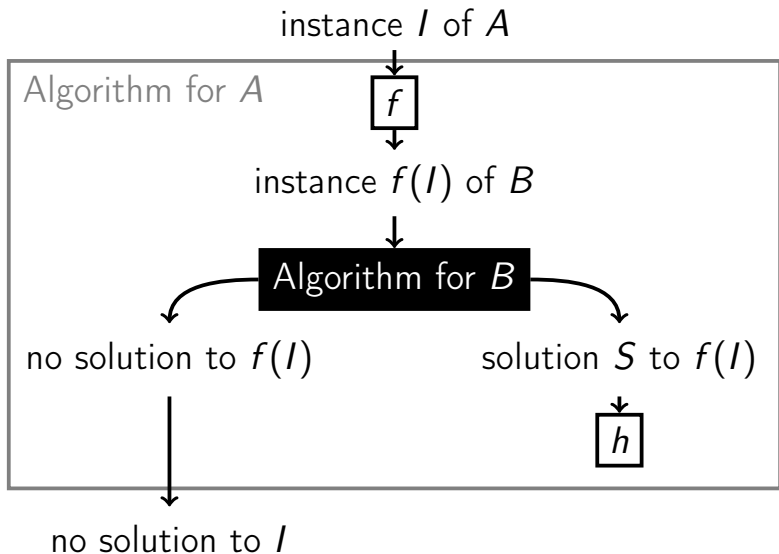 instance I of A
Algorithm for A
f
instance f(I) of B
Algorithm for B
no solution to f(I)
solution S to f(I)
h
no solution to I